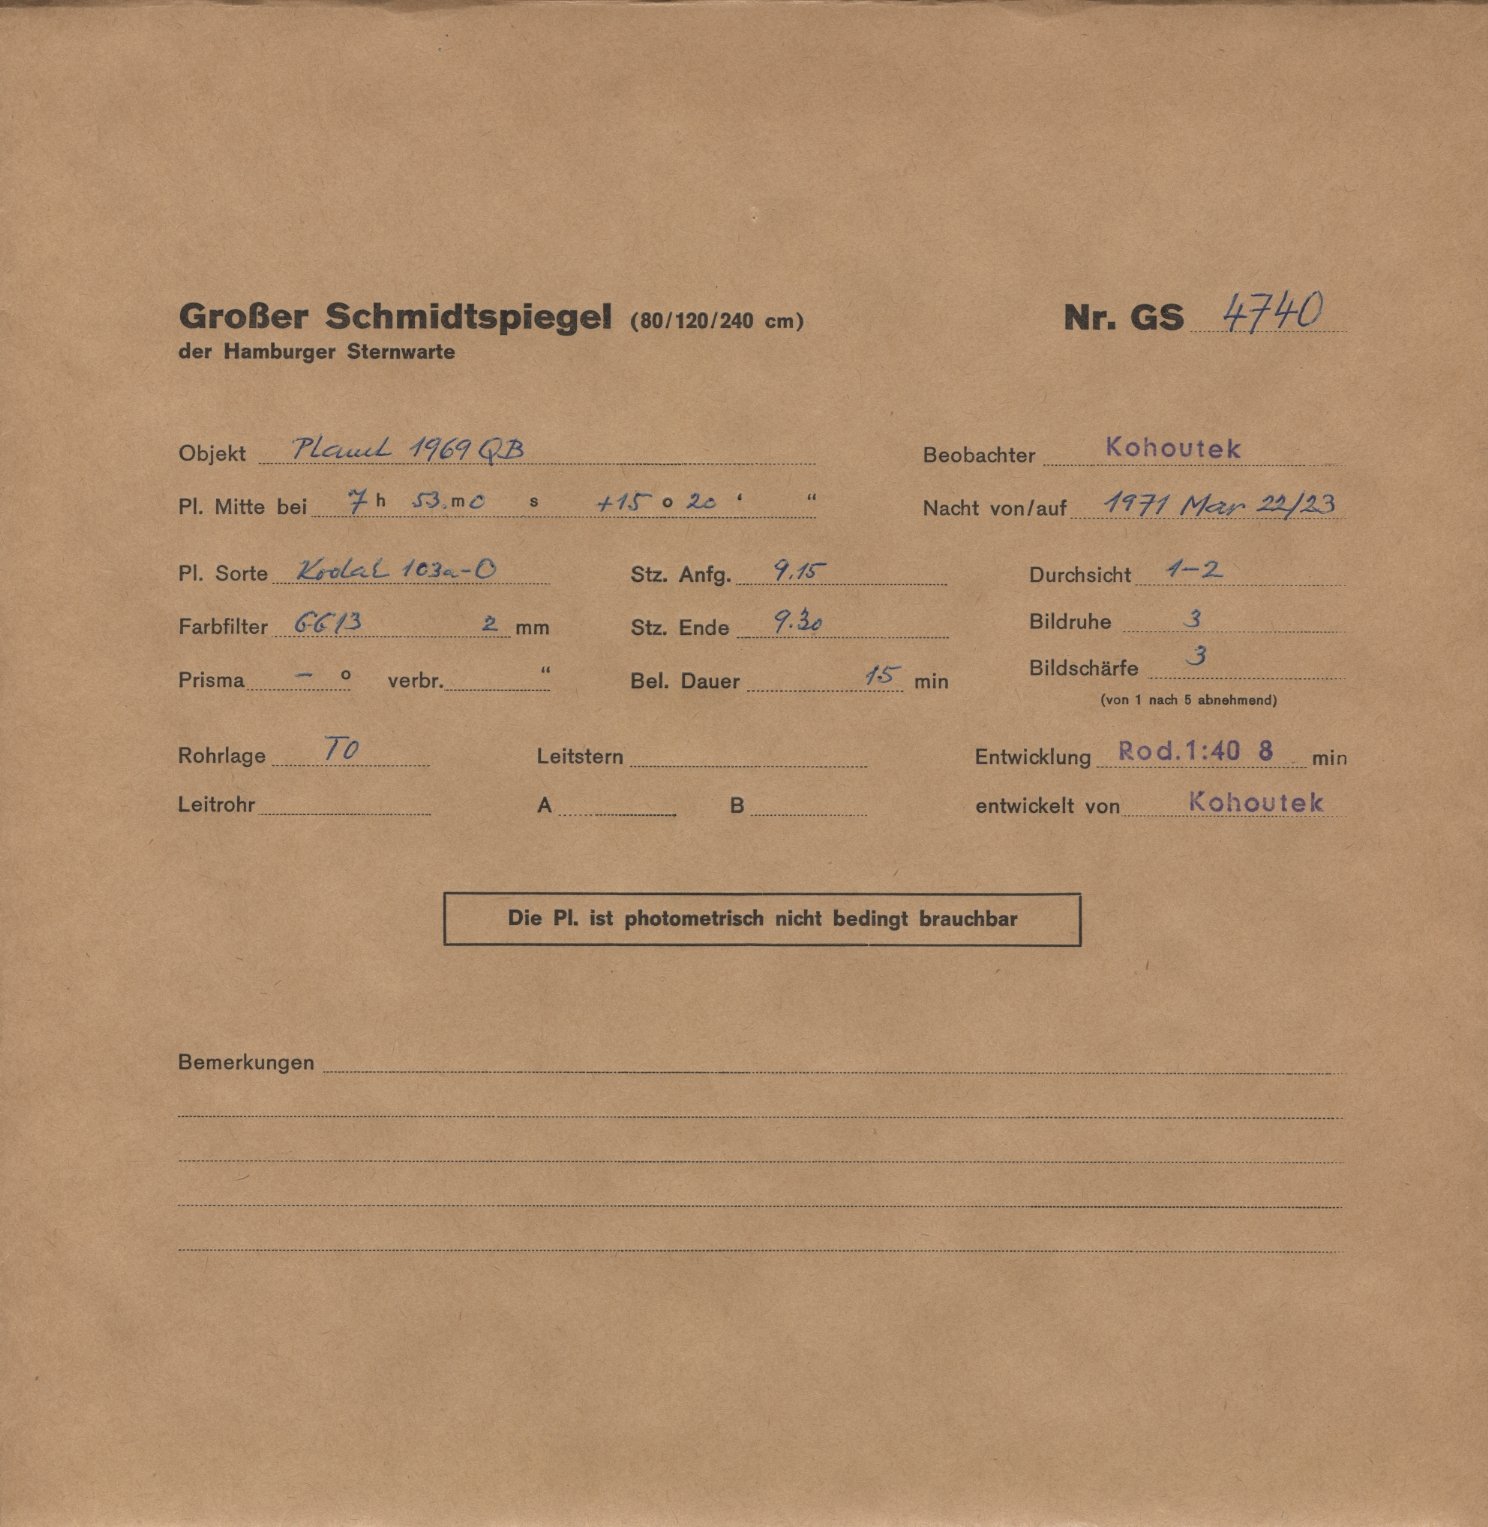 Großer Schmidtspiegel (80/120/240 cm) Nr. GS 4740
der Hamburger Sternwarte
Objekt Planet 1969 QB Beobachter Kohoutek
Pl. Mitte bei 7 h 53. m 0 s +15 o 20 ‘ “ Nacht von/auf 1971 Mar 22/23
Pl. Sorte Kodak 103a-O Stz. Anfg. 9.15 Durchsicht 1-2
Farbfilter GG13 2 mm Stz. Ende 9.30 Bildruhe 3
Prisma - o verbr. “ Bel. Dauer 15 min Bildschärfe 3
(von 1 nach 5 abnehmend)
Rohrlage TO Leitstern Entwicklung Rod.1:40 8 min
Leitrohr A B entwickelt von Kohoutek
Die Pl. ist photometrisch nicht bedingt brauchbar
Bemerkungen